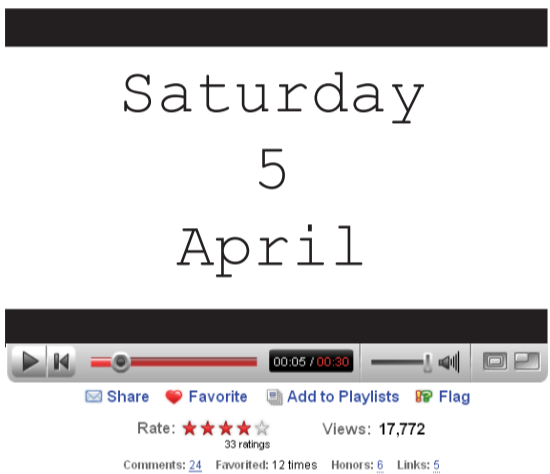 Saturday
5
April
00:05 / 00:30
Share Favorite Add to Playlists Flag
Rate: Views: 17,772
33 ratings
Comments: 24 Favorited: 12 times Honors: 6 Links: 5